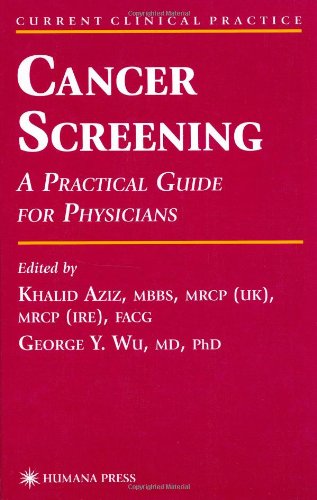 CURRENT CLINICAL PRACTICE
CANCER
SCREENING
A PRACTICAL GUIDE
FOR PHYSICIANS
Edited by
KHALID AZIZ, MBBS, MRCP (UK),
MRCP (IRE), FACG
GEORGE Y. WU, MD, PhD
HUMANA PRESS